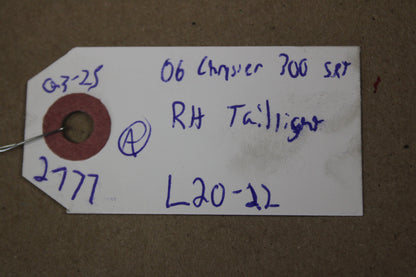 03-25
06 Chrysler 300 SRT
RH Taillight
A
2777
L20-22